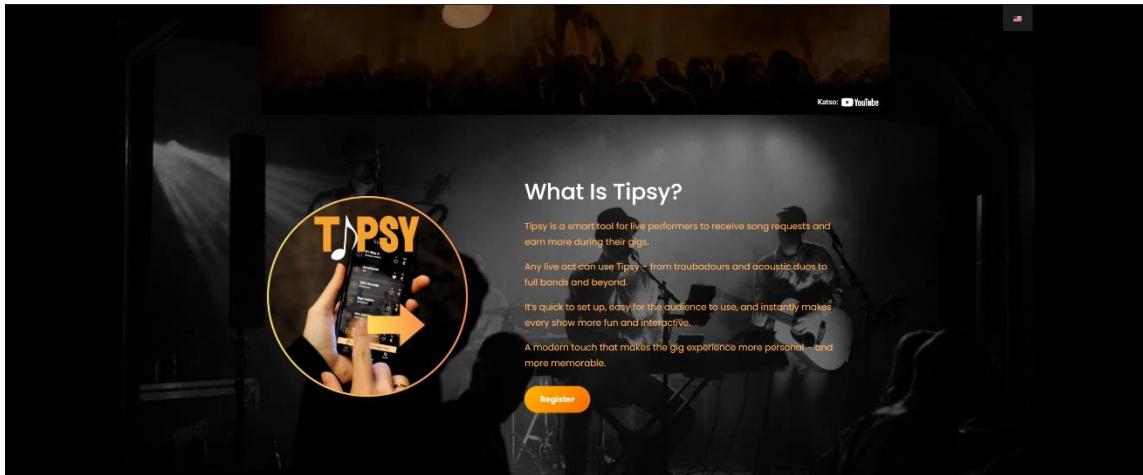 Katso: YouTube
What Is Tipsy?
TIPSY
Tipsy is a smart tool for live performers to receive song requests and
earn more during their gigs.
Any live act can use Tipsy – from troubadours and acoustic duos to
full bands and beyond.
It's quick to set up, easy for the audience to use, and instantly makes
every show more fun and interactive.
A modern touch that makes the gig experience more personal – and
more memorable.
Register